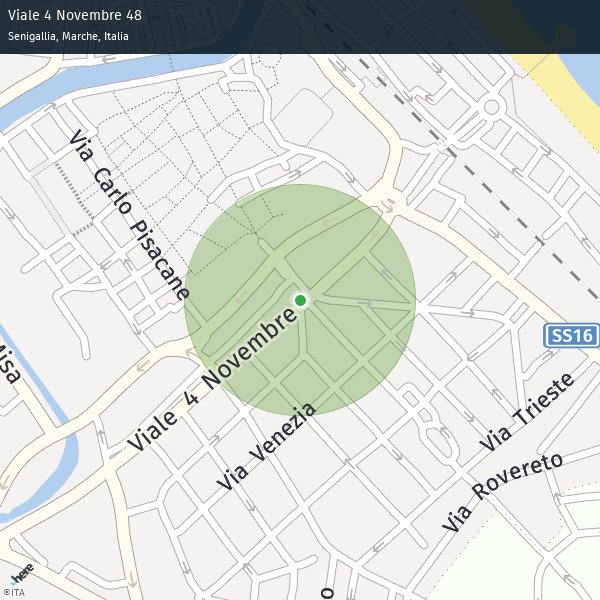 Viale 4 Novembre 48
Senigallia, Marche, Italia
Via Carlo Pisacane
SS16
Misa
Viale 4 Novembre
Via Trieste
Via Venezia
Via Rovereto
here
©ITA